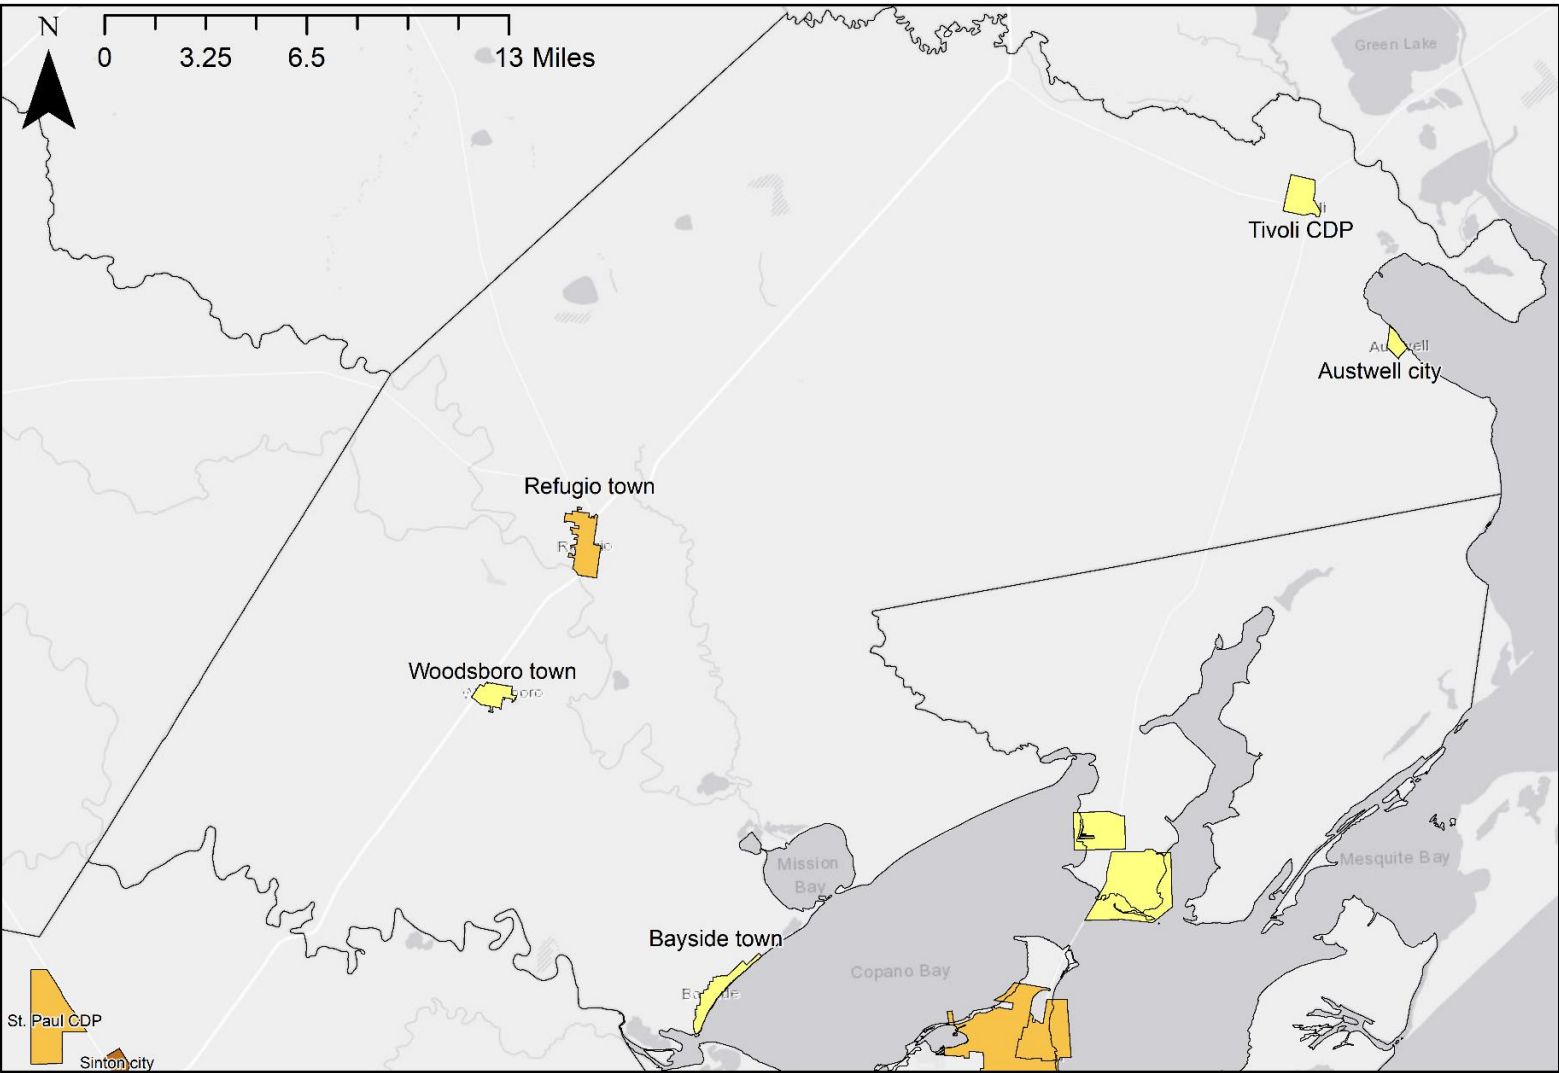 N
0 3.25 6.5 13 Miles
Green Lake
Tivoli CDP
Austwell city
Refugio town
Woodsboro town
Mission
Bay
Mesquite Bay
Bayside town
Copano Bay
St. Paul CDP
Sinton city